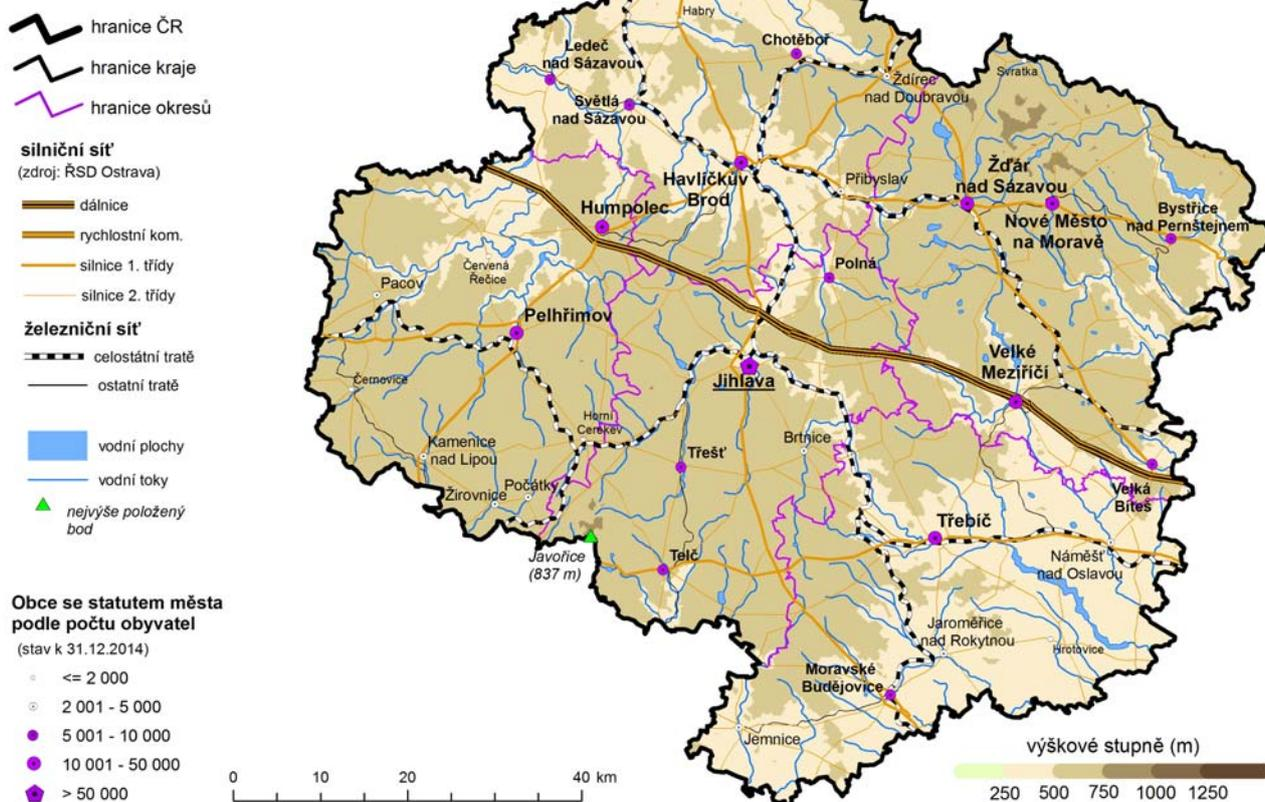 hranice ČR
hranice kraje
hranice okresů
silniční síť
(zdroj: ŘSD Ostrava)
dálnice
rychlostní kom.
silnice 1. třídy
silnice 2. třídy
železniční síť
celostátní tratě
ostatní tratě
vodní plochy
vodní toky
nejvýše položený
bod
Obce se statutem města
podle počtu obyvatel
(stav k 31.12.2014)
<= 2 000
2 001 - 5 000
5 001 - 10 000
10 001 - 50 000
> 50 000
Habry
Chotěboř
Ledeč
nad Sázavou
Světlá
nad Sázavou
Ždírec
nad Doubravou
Svratka
Havlíčkův
Brod
Přibyslav
Žďár
nad Sázavou
Nové Město
na Moravě
Bystřice
nad Pernštejnem
Humpolec
Polná
Červená
Řečice
Pacov
Pelhřimov
Velké
Meziříčí
Jihlava
Černovice
Horní
Cerekev
Brtnice
Kamenice
nad Lipou
Třešť
Počátky
Žirovnice
Velká
Bíteš
Třebíč
Javořice
(837 m)
Telč
Náměšť
nad Oslavou
Jaroměřice
nad Rokytnou
Hrotovice
Moravské
Budějovice
Jemnice
0 10 20 40 km
výškové stupně (m)
250 500 750 1000 1250